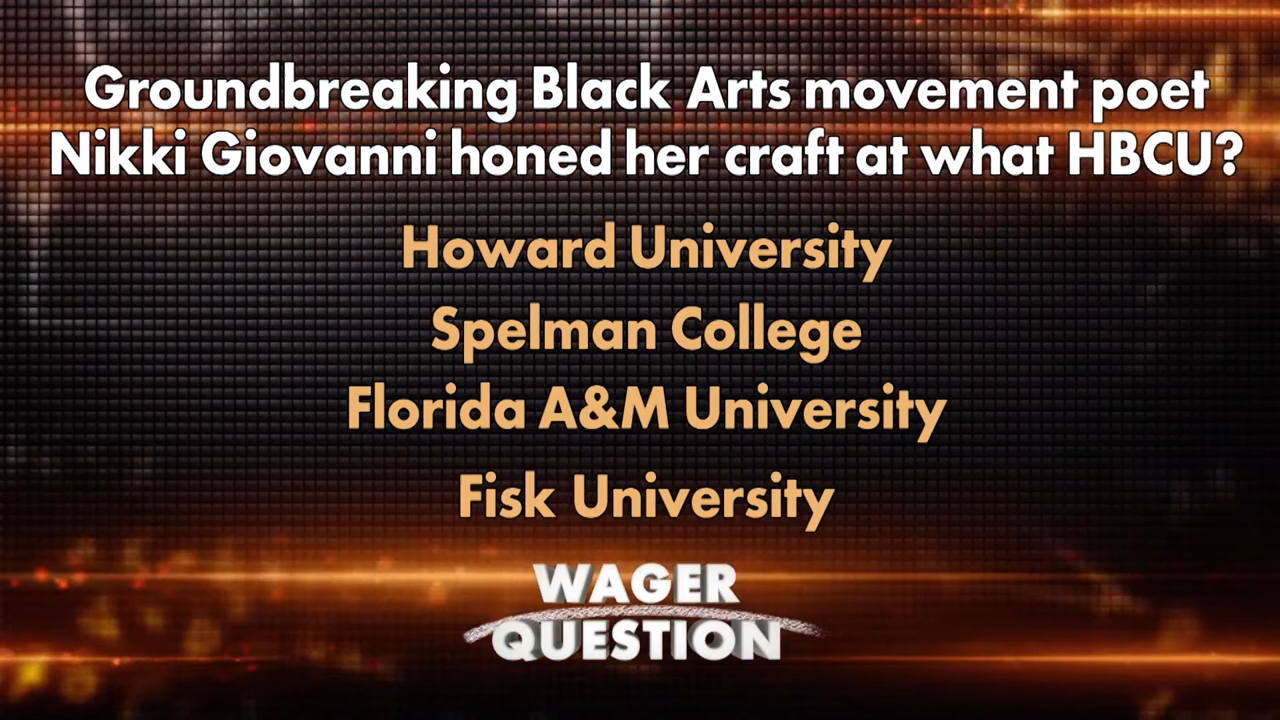 Groundbreaking Black Arts movement poet
Nikki Giovanni honed her craft at what HBCU?
Howard University
Spelman College
Florida A&M University
Fisk University
WAGER
QUESTION